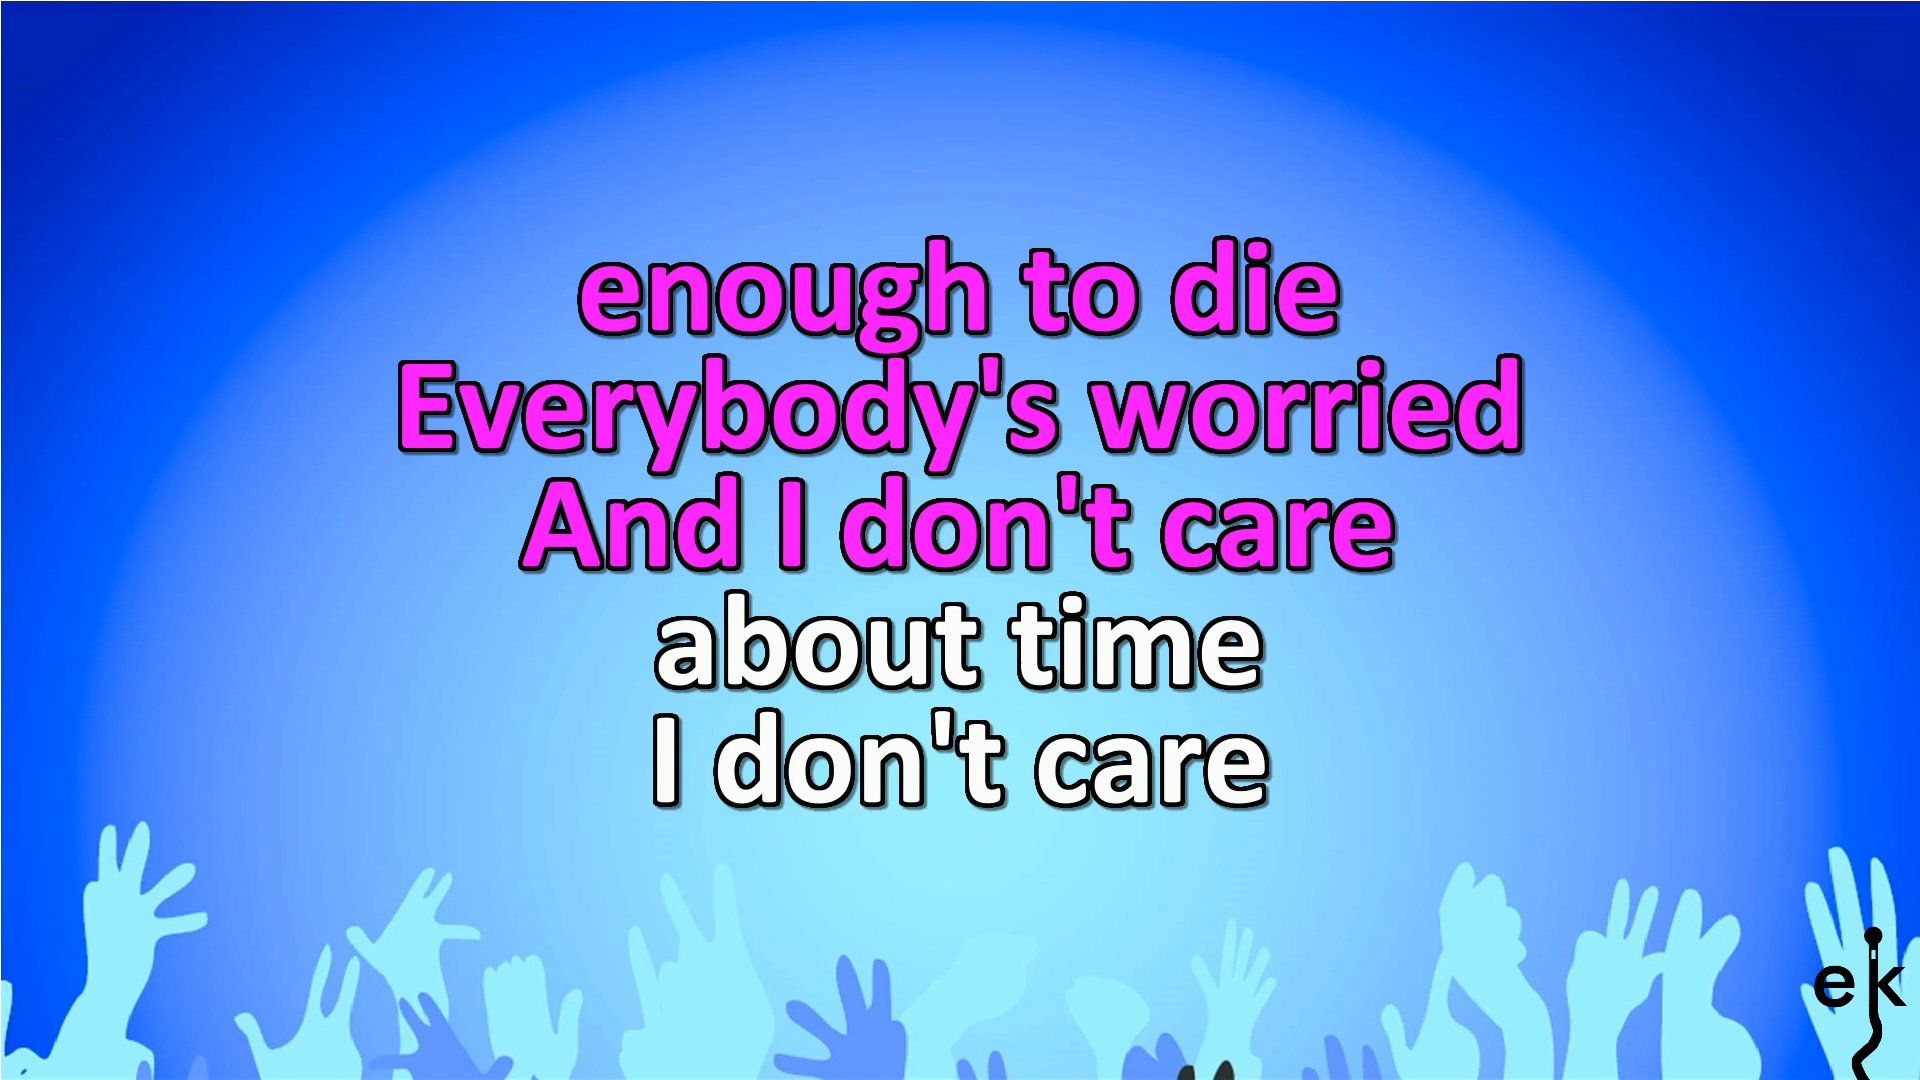 enough to die
Everybody's worried
And I don't care
about time
I don't care
ek